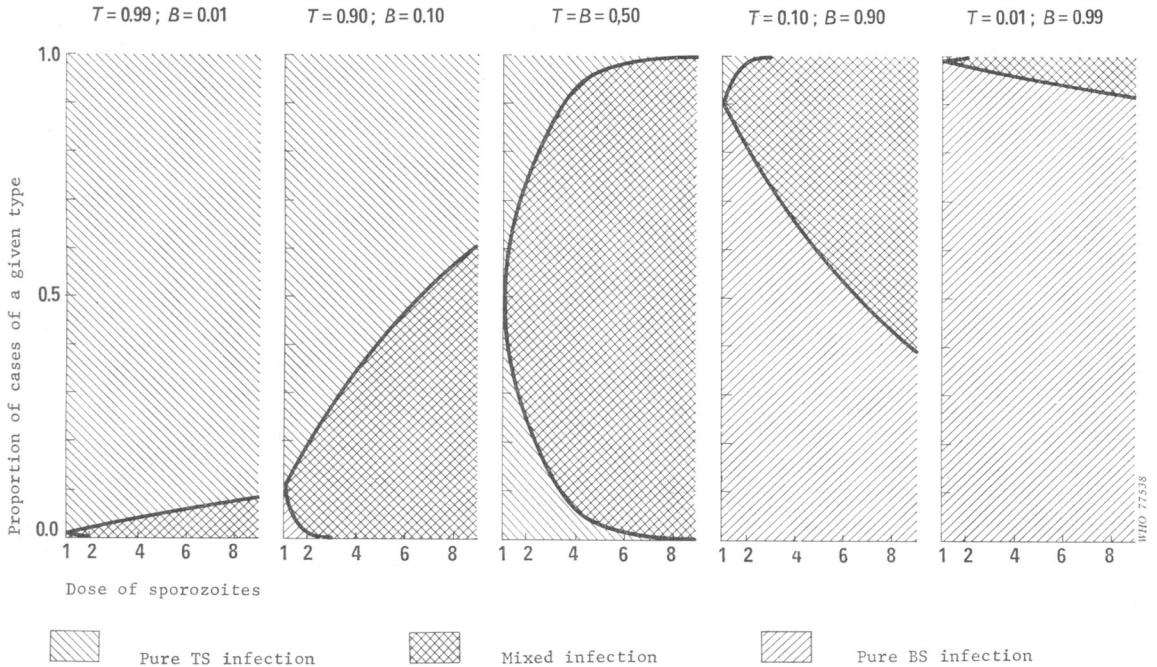 T = 0.99 ; B = 0.01
T = 0.90 ; B = 0.10
T = B = 0,50
T = 0.10 ; B = 0.90
T = 0.01 ; B = 0.99
Proportion of cases of a given type
1.0
0.5
0.0
1 2 4 6 8
1 2 4 6 8
1 2 4 6 8
1 2 4 6 8
1 2 4 6 8
WHO 77538
Dose of sporozoites
Pure TS infection
Mixed infection
Pure BS infection